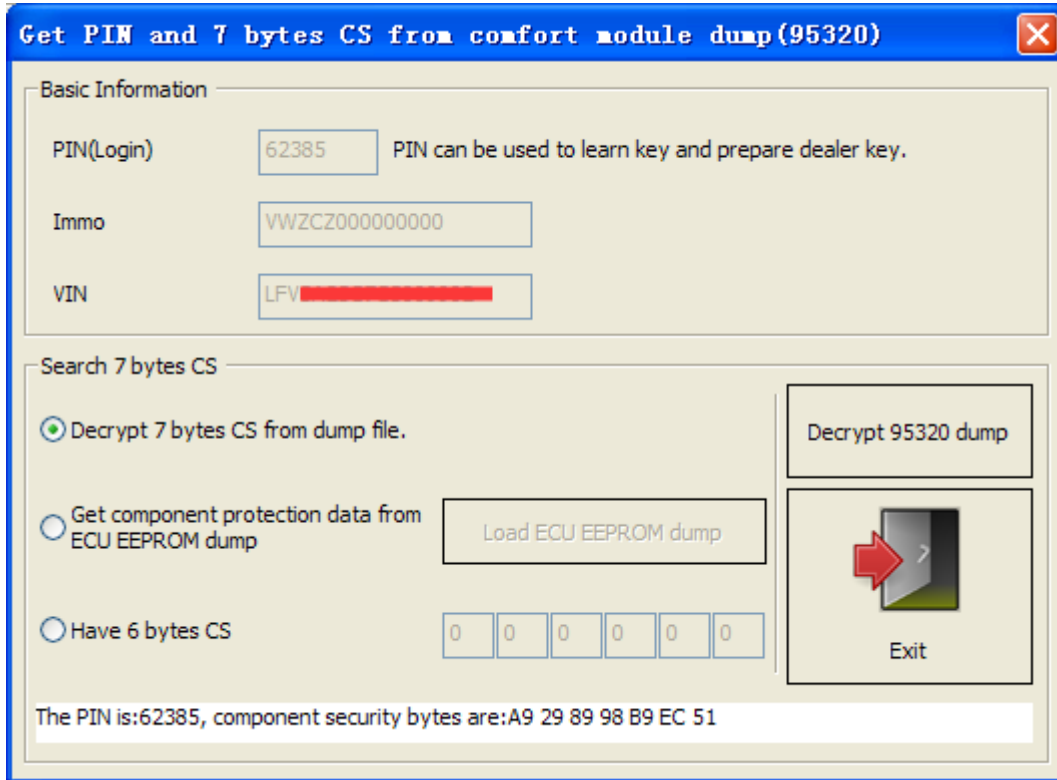 Get PIN and 7 bytes CS from comfort module dump(95320)
Basic Information
PIN(Login)
62385
PIN can be used to learn key and prepare dealer key.
Immo
VWZCZ000000000
VIN
LFV
Search 7 bytes CS
Decrypt 7 bytes CS from dump file.
Decrypt 95320 dump
Get component protection data from
ECU EEPROM dump
Load ECU EEPROM dump
Have 6 bytes CS
0 0 0 0 0 0
Exit
The PIN is:62385, component security bytes are:A9 29 89 98 B9 EC 51